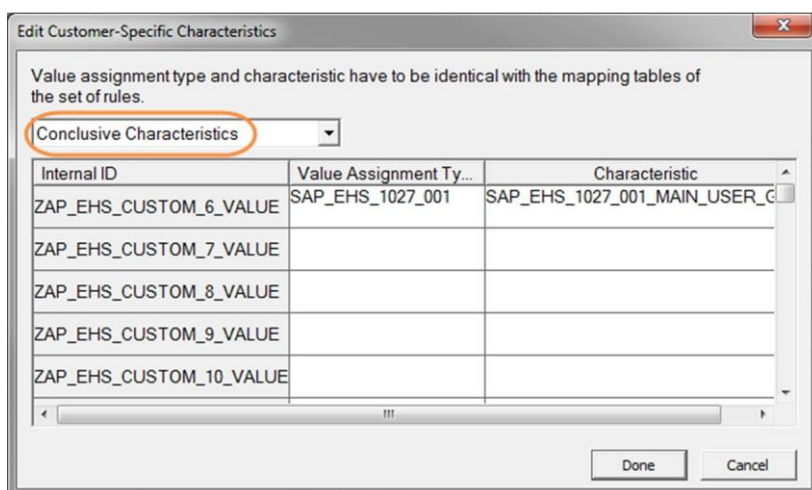 Edit Customer-Specific Characteristics
Value assignment type and characteristic have to be identical with the mapping tables of
the set of rules.
Conclusive Characteristics
Internal ID Value Assignment Ty... Characteristic
ZAP_EHS_CUSTOM_6_VALUE SAP_EHS_1027_001 SAP_EHS_1027_001_MAIN_USER_G
ZAP_EHS_CUSTOM_7_VALUE
ZAP_EHS_CUSTOM_8_VALUE
ZAP_EHS_CUSTOM_9_VALUE
ZAP_EHS_CUSTOM_10_VALUE
Done Cancel